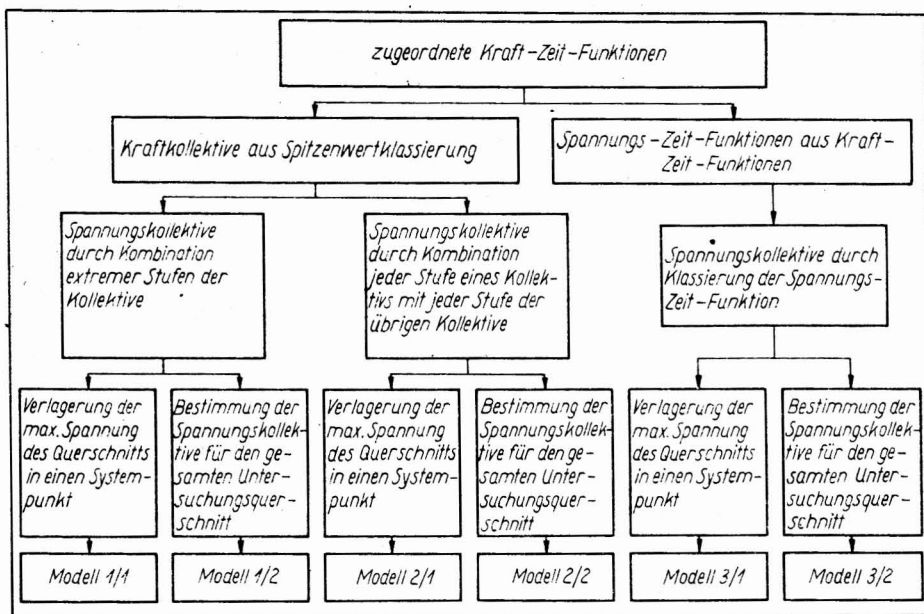 zugeordnete Kraft-Zeit-Funktionen
Kraftkollektive aus Spitzenwertklassierung
Spannungs-Zeit-Funktionen aus Kraft-
Zeit-Funktionen
Spannungskollektive
durch Kombination
extremer Stufen der
Kollektive
Spannungskollektive
durch Kombination
jeder Stufe eines Kollek-
tivs mit jeder Stufe der
übrigen Kollektive
Spannungskollektive durch
Klassierung der Spannungs-
Zeit-Funktion
Verlagerung der
max. Spannung
des Querschnitts
in einen System-
punkt
Bestimmung der
Spannungskollek-
tive für den ge-
samten Unter-
suchungsquer-
schnitt
Verlagerung der
max. Spannung
des Querschnitts
in einen System-
punkt
Bestimmung der
Spannungskollek-
tive für den ge-
samten Unter-
suchungsquer-
schnitt
Verlagerung der
max. Spannung
des Querschnitts
in einen System-
punkt
Bestimmung der
Spannungskollek-
tive für den ge-
samten Unter-
suchungsquer-
schnitt
Modell 1/1
Modell 1/2
Modell 2/1
Modell 2/2
Modell 3/1
Modell 3/2